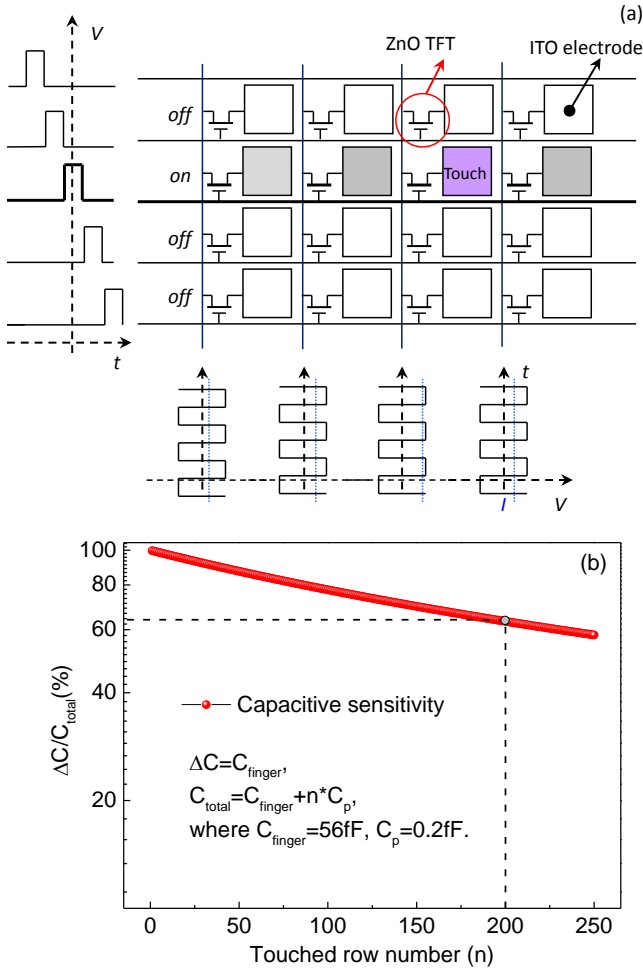 (a)
V
ZnO TFT
ITO electrode
off
on
Touch
off
off
t
t
V
I
(b)
100
80
60
40
20
ΔC/C_total(%)
Capacitive sensitivity
ΔC=C_finger,
C_total=C_finger+n*C_p,
where C_finger=56fF, C_p=0.2fF.
0 50 100 150 200 250
Touched row number (n)